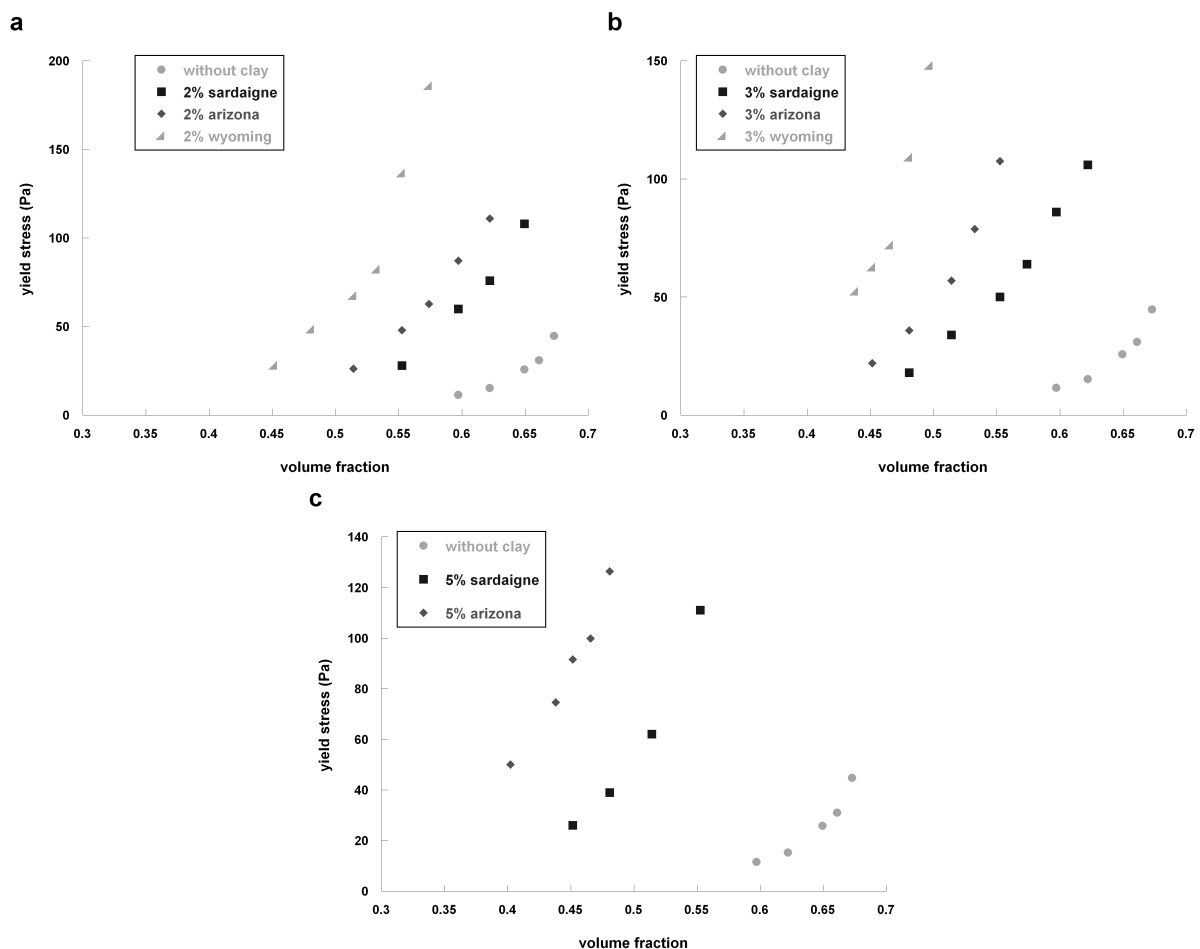 a
200
150
100
50
0
yield stress (Pa)
without clay
2% sardaigne
2% arizona
2% wyoming
0.3 0.35 0.4 0.45 0.5 0.55 0.6 0.65 0.7
volume fraction
b
150
100
50
0
yield stress (Pa)
without clay
3% sardaigne
3% arizona
3% wyoming
0.3 0.35 0.4 0.45 0.5 0.55 0.6 0.65 0.7
volume fraction
c
140
120
100
80
60
40
20
0
yield stress (Pa)
without clay
5% sardaigne
5% arizona
0.3 0.35 0.4 0.45 0.5 0.55 0.6 0.65 0.7
volume fraction